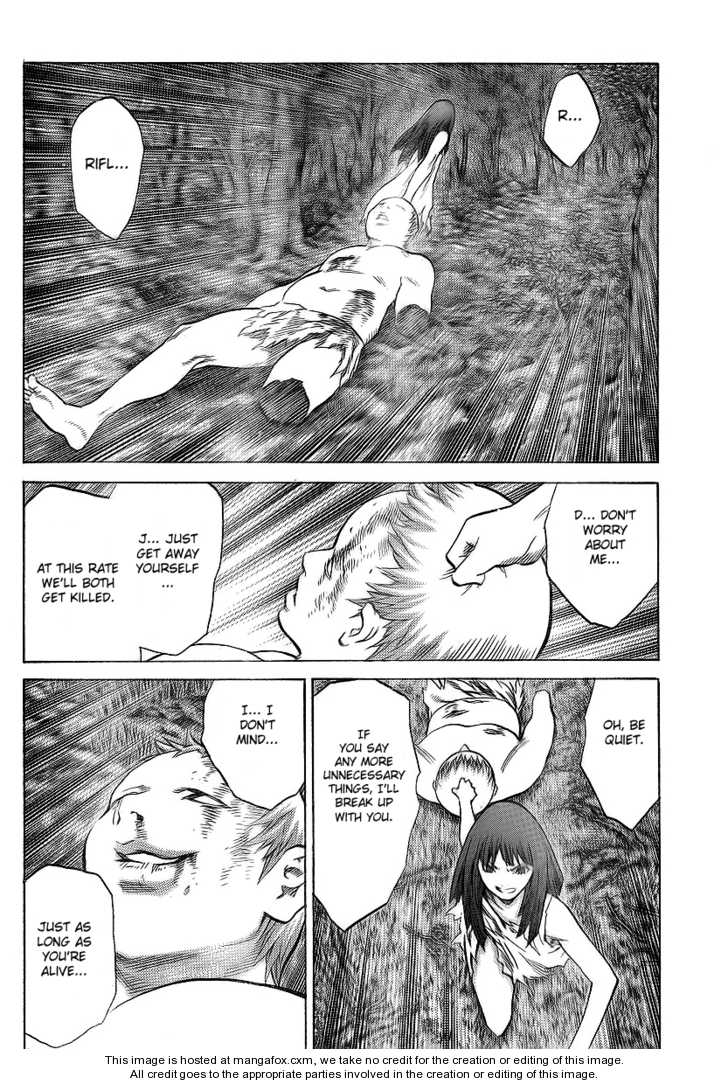 R...
RIFL...
D... DON'T
WORRY
ABOUT
ME...
J... JUST
GET AWAY
YOURSELF
...
AT THIS RATE
WE'LL BOTH
GET KILLED.
OH, BE
QUIET.
IF
YOU SAY
ANY MORE
UNNECESSARY
THINGS, I'LL
BREAK UP
WITH YOU.
I... I
DON'T
MIND...
JUST AS
LONG AS
YOU'RE
ALIVE...
This image is hosted at mangafox.cxm, we take no credit for the creation or editing of this image.
All credit goes to the appropriate parties involved in the creation or editing of this image.